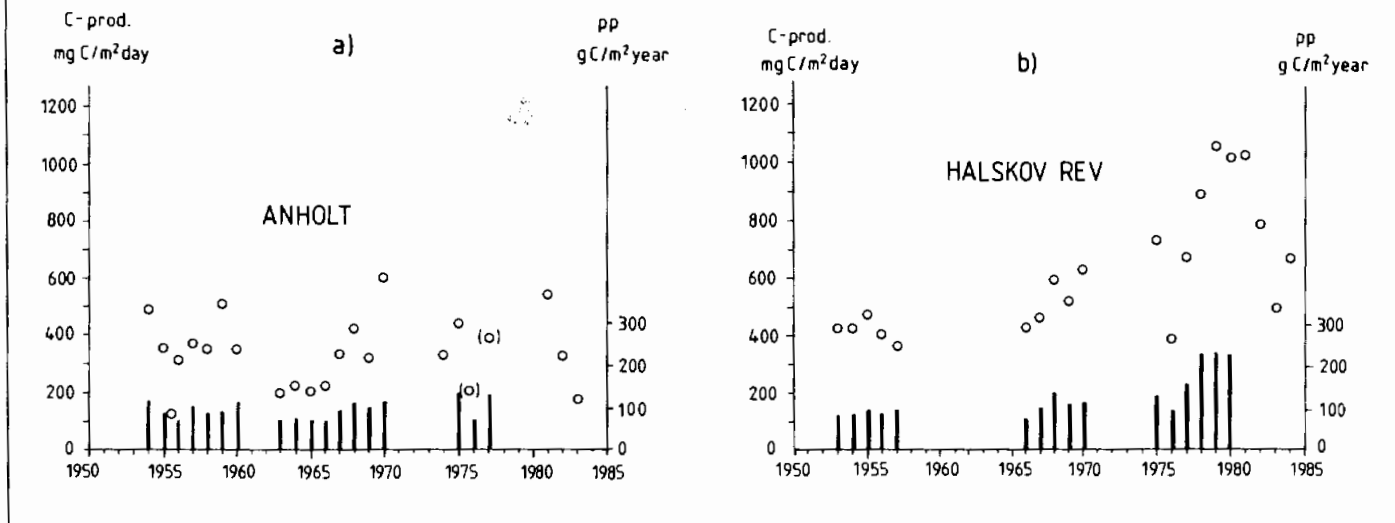 C-prod.
mg C/m²day
a)
pp
gC/m²year
1200
1000
800
600
400
200
0
ANHOLT
300
200
100
0
(o)
(o)
1950 1955 1960 1965 1970 1975 1980 1985
C-prod.
mg C/m²day
b)
pp
g C/m²year
1200
1000
800
600
400
200
0
HALSKOV REV
300
200
100
0
1950 1955 1960 1965 1970 1975 1980 1985